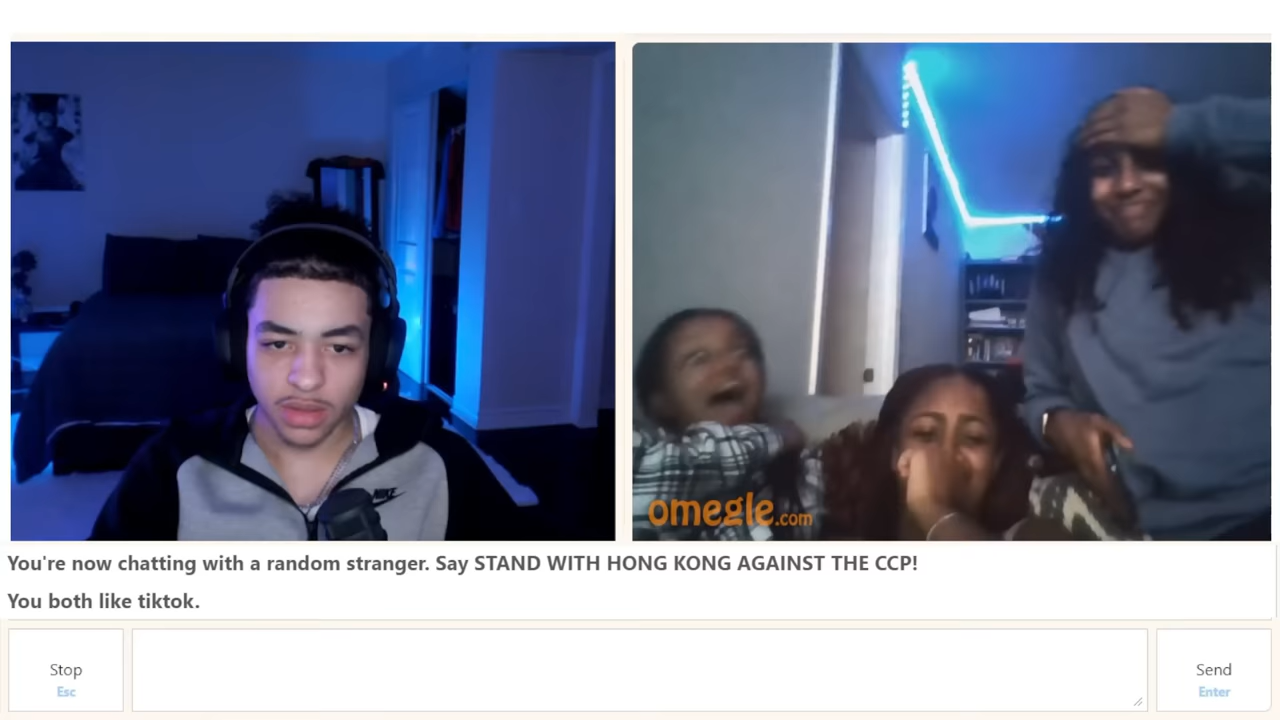 NIKE
omegle.com
You're now chatting with a random stranger. Say STAND WITH HONG KONG AGAINST THE CCP!
You both like tiktok.
Stop
Esc
Send
Enter